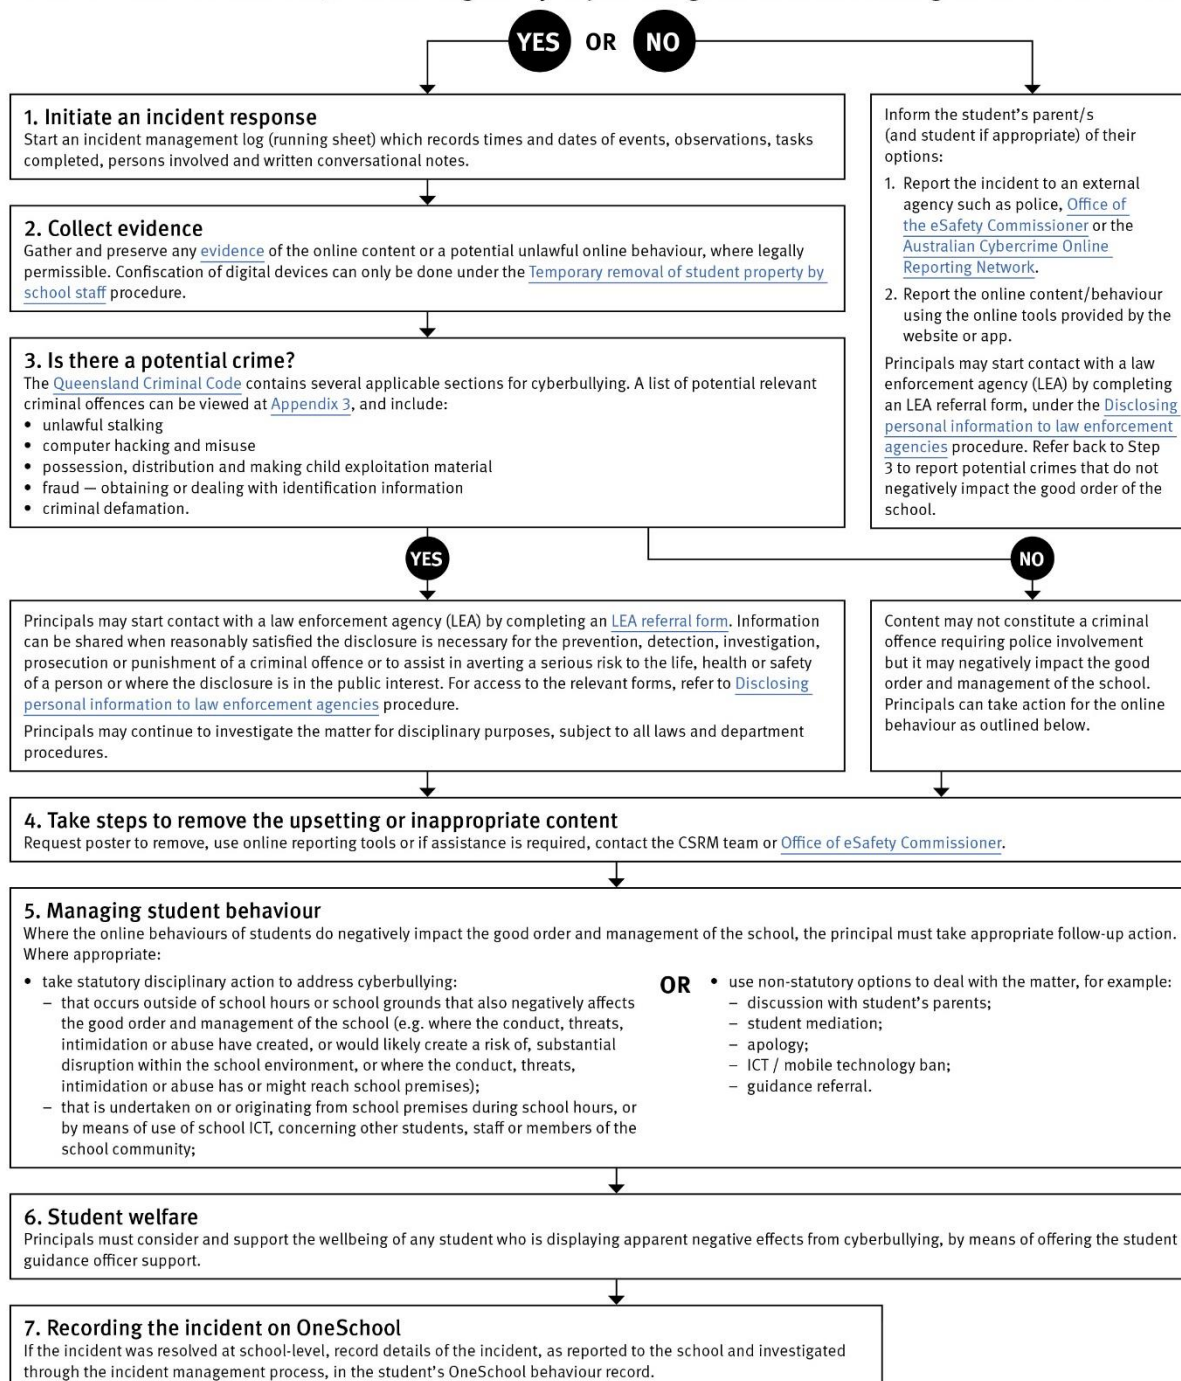 YES OR NO
1. Initiate an incident response
Start an incident management log (running sheet) which records times and dates of events, observations, tasks
completed, persons involved and written conversational notes.
2. Collect evidence
Gather and preserve any evidence of the online content or a potential unlawful online behaviour, where legally
permissible. Confiscation of digital devices can only be done under the Temporary removal of student property by
school staff procedure.
3. Is there a potential crime?
The Queensland Criminal Code contains several applicable sections for cyberbullying. A list of potential relevant
criminal offences can be viewed at Appendix 3, and include:
• unlawful stalking
• computer hacking and misuse
• possession, distribution and making child exploitation material
• fraud — obtaining or dealing with identification information
• criminal defamation.
Inform the student's parent/s
(and student if appropriate) of their
options:
1. Report the incident to an external
agency such as police, Office of
the eSafety Commissioner or the
Australian Cybercrime Online
Reporting Network.
2. Report the online content/behaviour
using the online tools provided by the
website or app.
Principals may start contact with a law
enforcement agency (LEA) by completing
an LEA referral form, under the Disclosing
personal information to law enforcement
agencies procedure. Refer back to Step
3 to report potential crimes that do not
negatively impact the good order of the
school.
YES
NO
Principals may start contact with a law enforcement agency (LEA) by completing an LEA referral form. Information
can be shared when reasonably satisfied the disclosure is necessary for the prevention, detection, investigation,
prosecution or punishment of a criminal offence or to assist in averting a serious risk to the life, health or safety
of a person or where the disclosure is in the public interest. For access to the relevant forms, refer to Disclosing
personal information to law enforcement agencies procedure.
Principals may continue to investigate the matter for disciplinary purposes, subject to all laws and department
procedures.
Content may not constitute a criminal
offence requiring police involvement
but it may negatively impact the good
order and management of the school.
Principals can take action for the online
behaviour as outlined below.
4. Take steps to remove the upsetting or inappropriate content
Request poster to remove, use online reporting tools or if assistance is required, contact the CSRM team or Office of eSafety Commissioner.
5. Managing student behaviour
Where the online behaviours of students do negatively impact the good order and management of the school, the principal must take appropriate follow-up action.
Where appropriate:
• take statutory disciplinary action to address cyberbullying:
– that occurs outside of school hours or school grounds that also negatively affects
the good order and management of the school (e.g. where the conduct, threats,
intimidation or abuse have created, or would likely create a risk of, substantial
disruption within the school environment, or where the conduct, threats,
intimidation or abuse has or might reach school premises);
– that is undertaken on or originating from school premises during school hours, or
by means of use of school ICT, concerning other students, staff or members of the
school community;
OR
• use non-statutory options to deal with the matter, for example:
– discussion with student's parents;
– student mediation;
– apology;
– ICT / mobile technology ban;
– guidance referral.
6. Student welfare
Principals must consider and support the wellbeing of any student who is displaying apparent negative effects from cyberbullying, by means of offering the student
guidance officer support.
7. Recording the incident on OneSchool
If the incident was resolved at school-level, record details of the incident, as reported to the school and investigated
through the incident management process, in the student's OneSchool behaviour record.